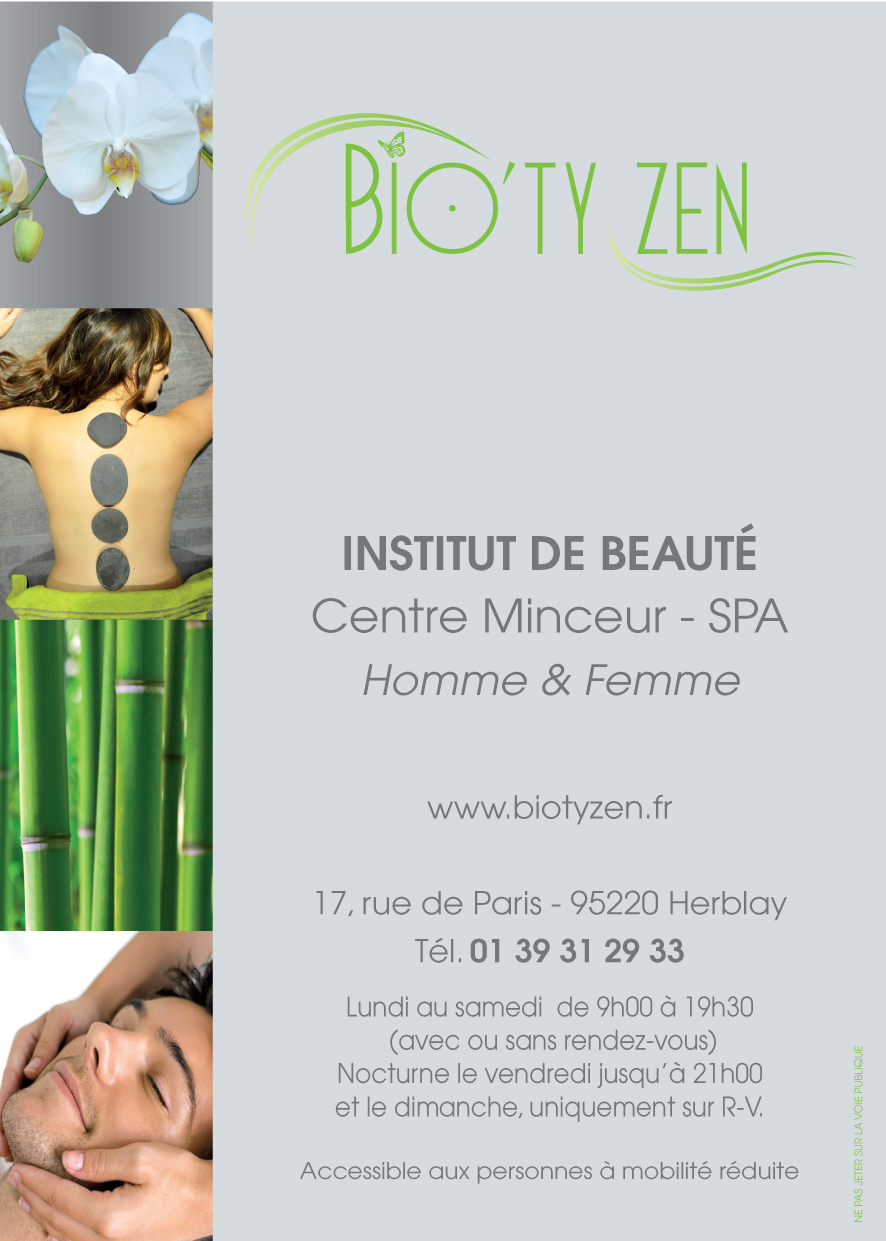 BIO'TY ZEN
INSTITUT DE BEAUTÉ
Centre Minceur - SPA
Homme & Femme
www.biotyzen.fr
17, rue de Paris - 95220 Herblay
Tél. 01 39 31 29 33
Lundi au samedi de 9h00 à 19h30
(avec ou sans rendez-vous)
Nocturne le vendredi jusqu'à 21h00
et le dimanche, uniquement sur R-V.
Accessible aux personnes à mobilité réduite
NE PAS JETER SUR LA VOIE PUBLIQUE